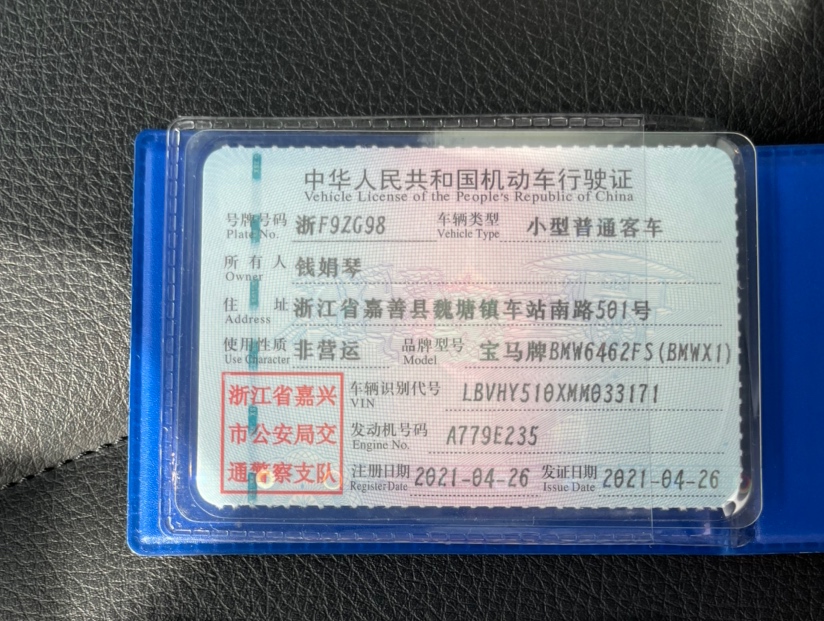 中华人民共和国机动车行驶证
Vehicle License of the People's Republic of China
号牌号码 浙F9ZG98 车辆类型 小型普通客车
Plate No. Vehicle Type
所有人 钱娟琴
Owner
住址 浙江省嘉善县魏塘镇车站南路501号
Address
使用性质 非营运 品牌型号 宝马牌BMW6462FS(BMWX1)
Use Character Model
浙江省嘉兴
市公安局交
通警察支队
车辆识别代号 LBVHY510XMM033171
VIN
发动机号码 A779E235
Engine No.
注册日期 2021-04-26 发证日期 2021-04-26
Register Date Issue Date